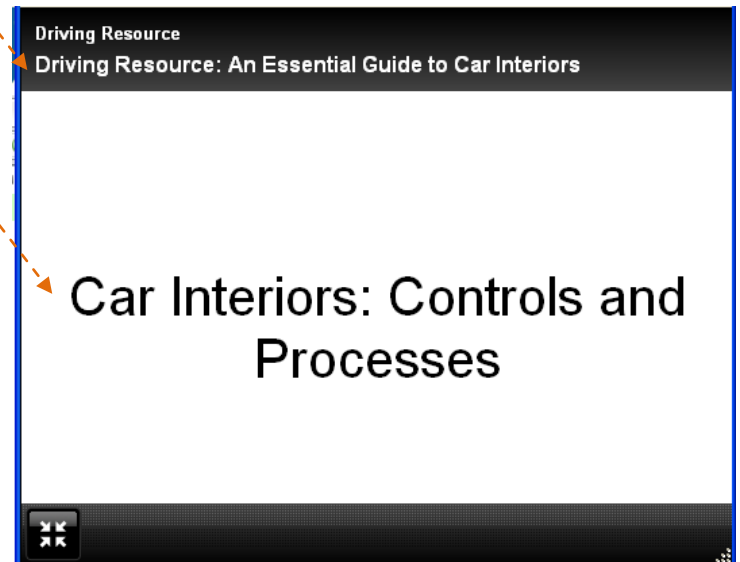 Driving Resource
Driving Resource: An Essential Guide to Car Interiors
Car Interiors: Controls and
Processes